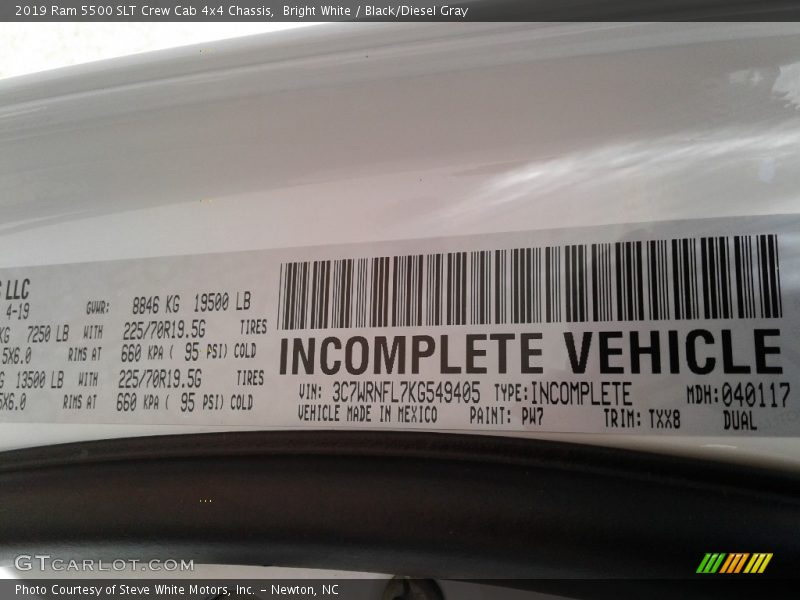 2019 Ram 5500 SLT Crew Cab 4x4 Chassis, Bright White / Black/Diesel Gray
LLC
4-19 GVWR: 8846 KG 19500 LB
KG 7250 LB WITH 225/70R19.5G TIRES
5X6.0 RIMS AT 660 KPA ( 95 PSI) COLD
G 13500 LB WITH 225/70R19.5G TIRES
5X6.0 RIMS AT 660 KPA ( 95 PSI) COLD
INCOMPLETE VEHICLE
VIN: 3C7WRNFL7KG549405 TYPE:INCOMPLETE MDH:040117
VEHICLE MADE IN MEXICO PAINT: PW7 TRIM: TXX8 DUAL
GTCARLOT.COM
Photo Courtesy of Steve White Motors, Inc. – Newton, NC